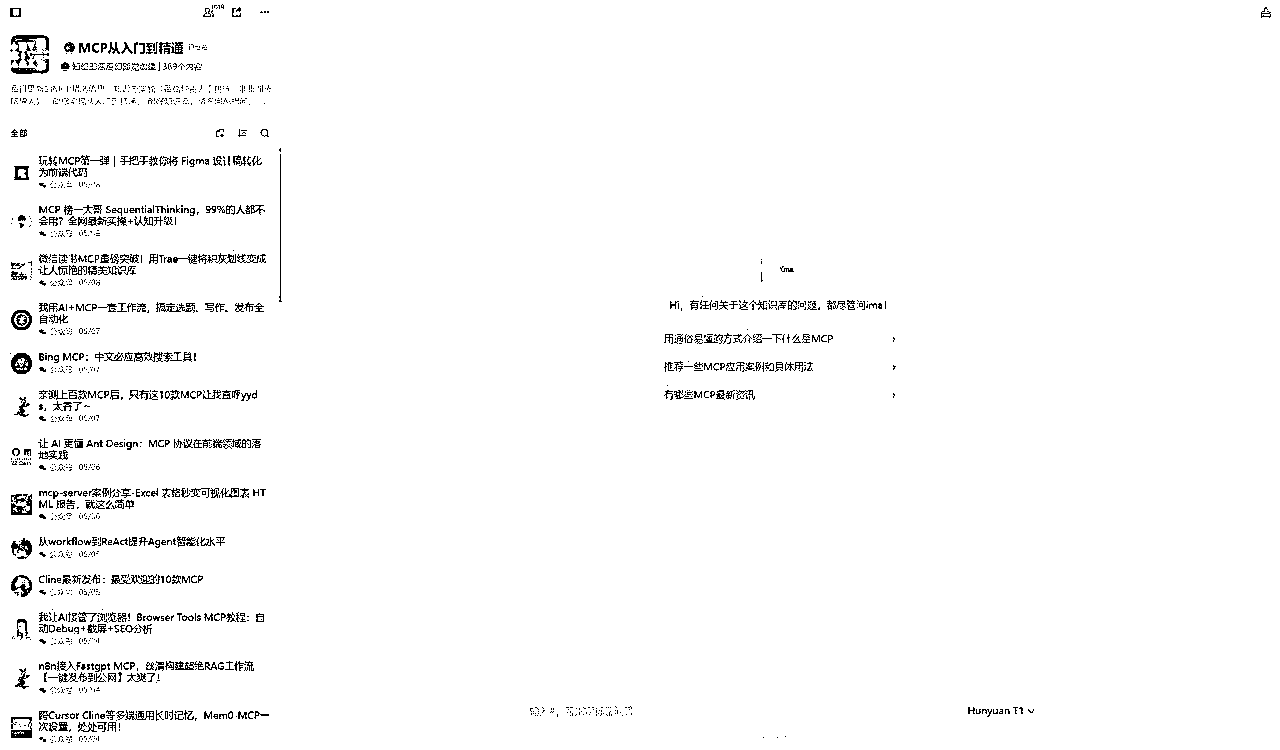 MCP从入门到精通
389个内容
全部
玩转MCP第一弹｜手把手教你将 Figma 设计稿转化
为前端代码
公众号
MCP 榜一大哥 SequentialThinking，99%的人都不
会用？全网最新实操+认知升级！
公众号
微信读书MCP重磅突破！用Trae一键将积灰划线变成
让人惊艳的精美知识库
公众号 05/08
我用AI+MCP一套工作流，搞定选题、写作、发布全
自动化
公众号 05/07
Bing MCP：中文必应高效搜索工具！
公众号 05/07
亲测上百款MCP后，只有这10款MCP让我直呼yyd
s，太香了~
公众号 05/07
让 AI 更懂 Ant Design：MCP 协议在前端领域的落
地实践
公众号 05/06
mcp-server案例分享-Excel 表格秒变可视化图表 HT
ML 报告，就这么简单
公众号 05/06
从workflow到ReAct提升Agent智能化水平
公众号
Cline最新发布：最受欢迎的10款MCP
公众号
我让AI接管了浏览器！Browser Tools MCP教程：自
动Debug+截屏+SEO分析
公众号 05/04
n8n接入Fastgpt MCP，丝滑构建超绝RAG工作流
【一键发布到公网】太爽了！
公众号 05/04
跨Cursor Cline等多端通用长时记忆，Mem0-MCP一
次设置，处处可用！
公众号 05/04
ima
Hi，有任何关于这个知识库的问题，都尽管问ima！
用通俗易懂的方式介绍一下什么是MCP
推荐一些MCP应用案例和具体用法
有哪些MCP最新资讯
Hunyuan T1